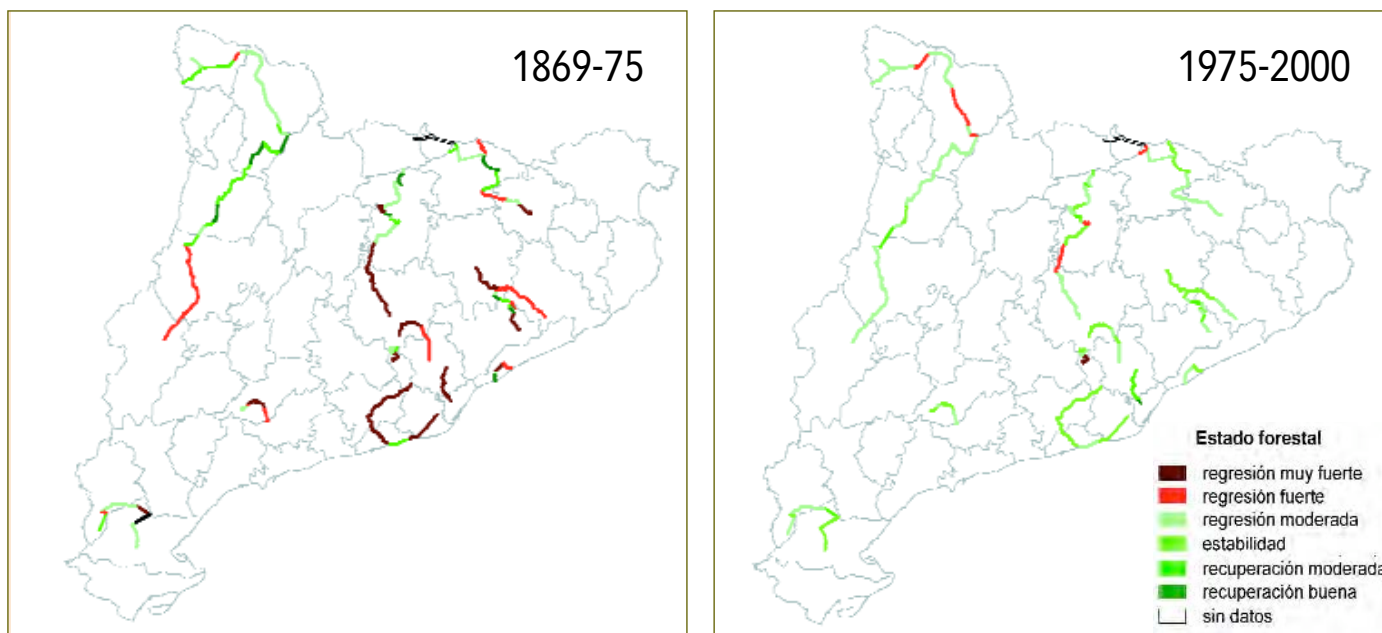 1869-75
1975-2000
Estado forestal
regresión muy fuerte
regresión fuerte
regresión moderada
estabilidad
recuperación moderada
recuperación buena
sin datos